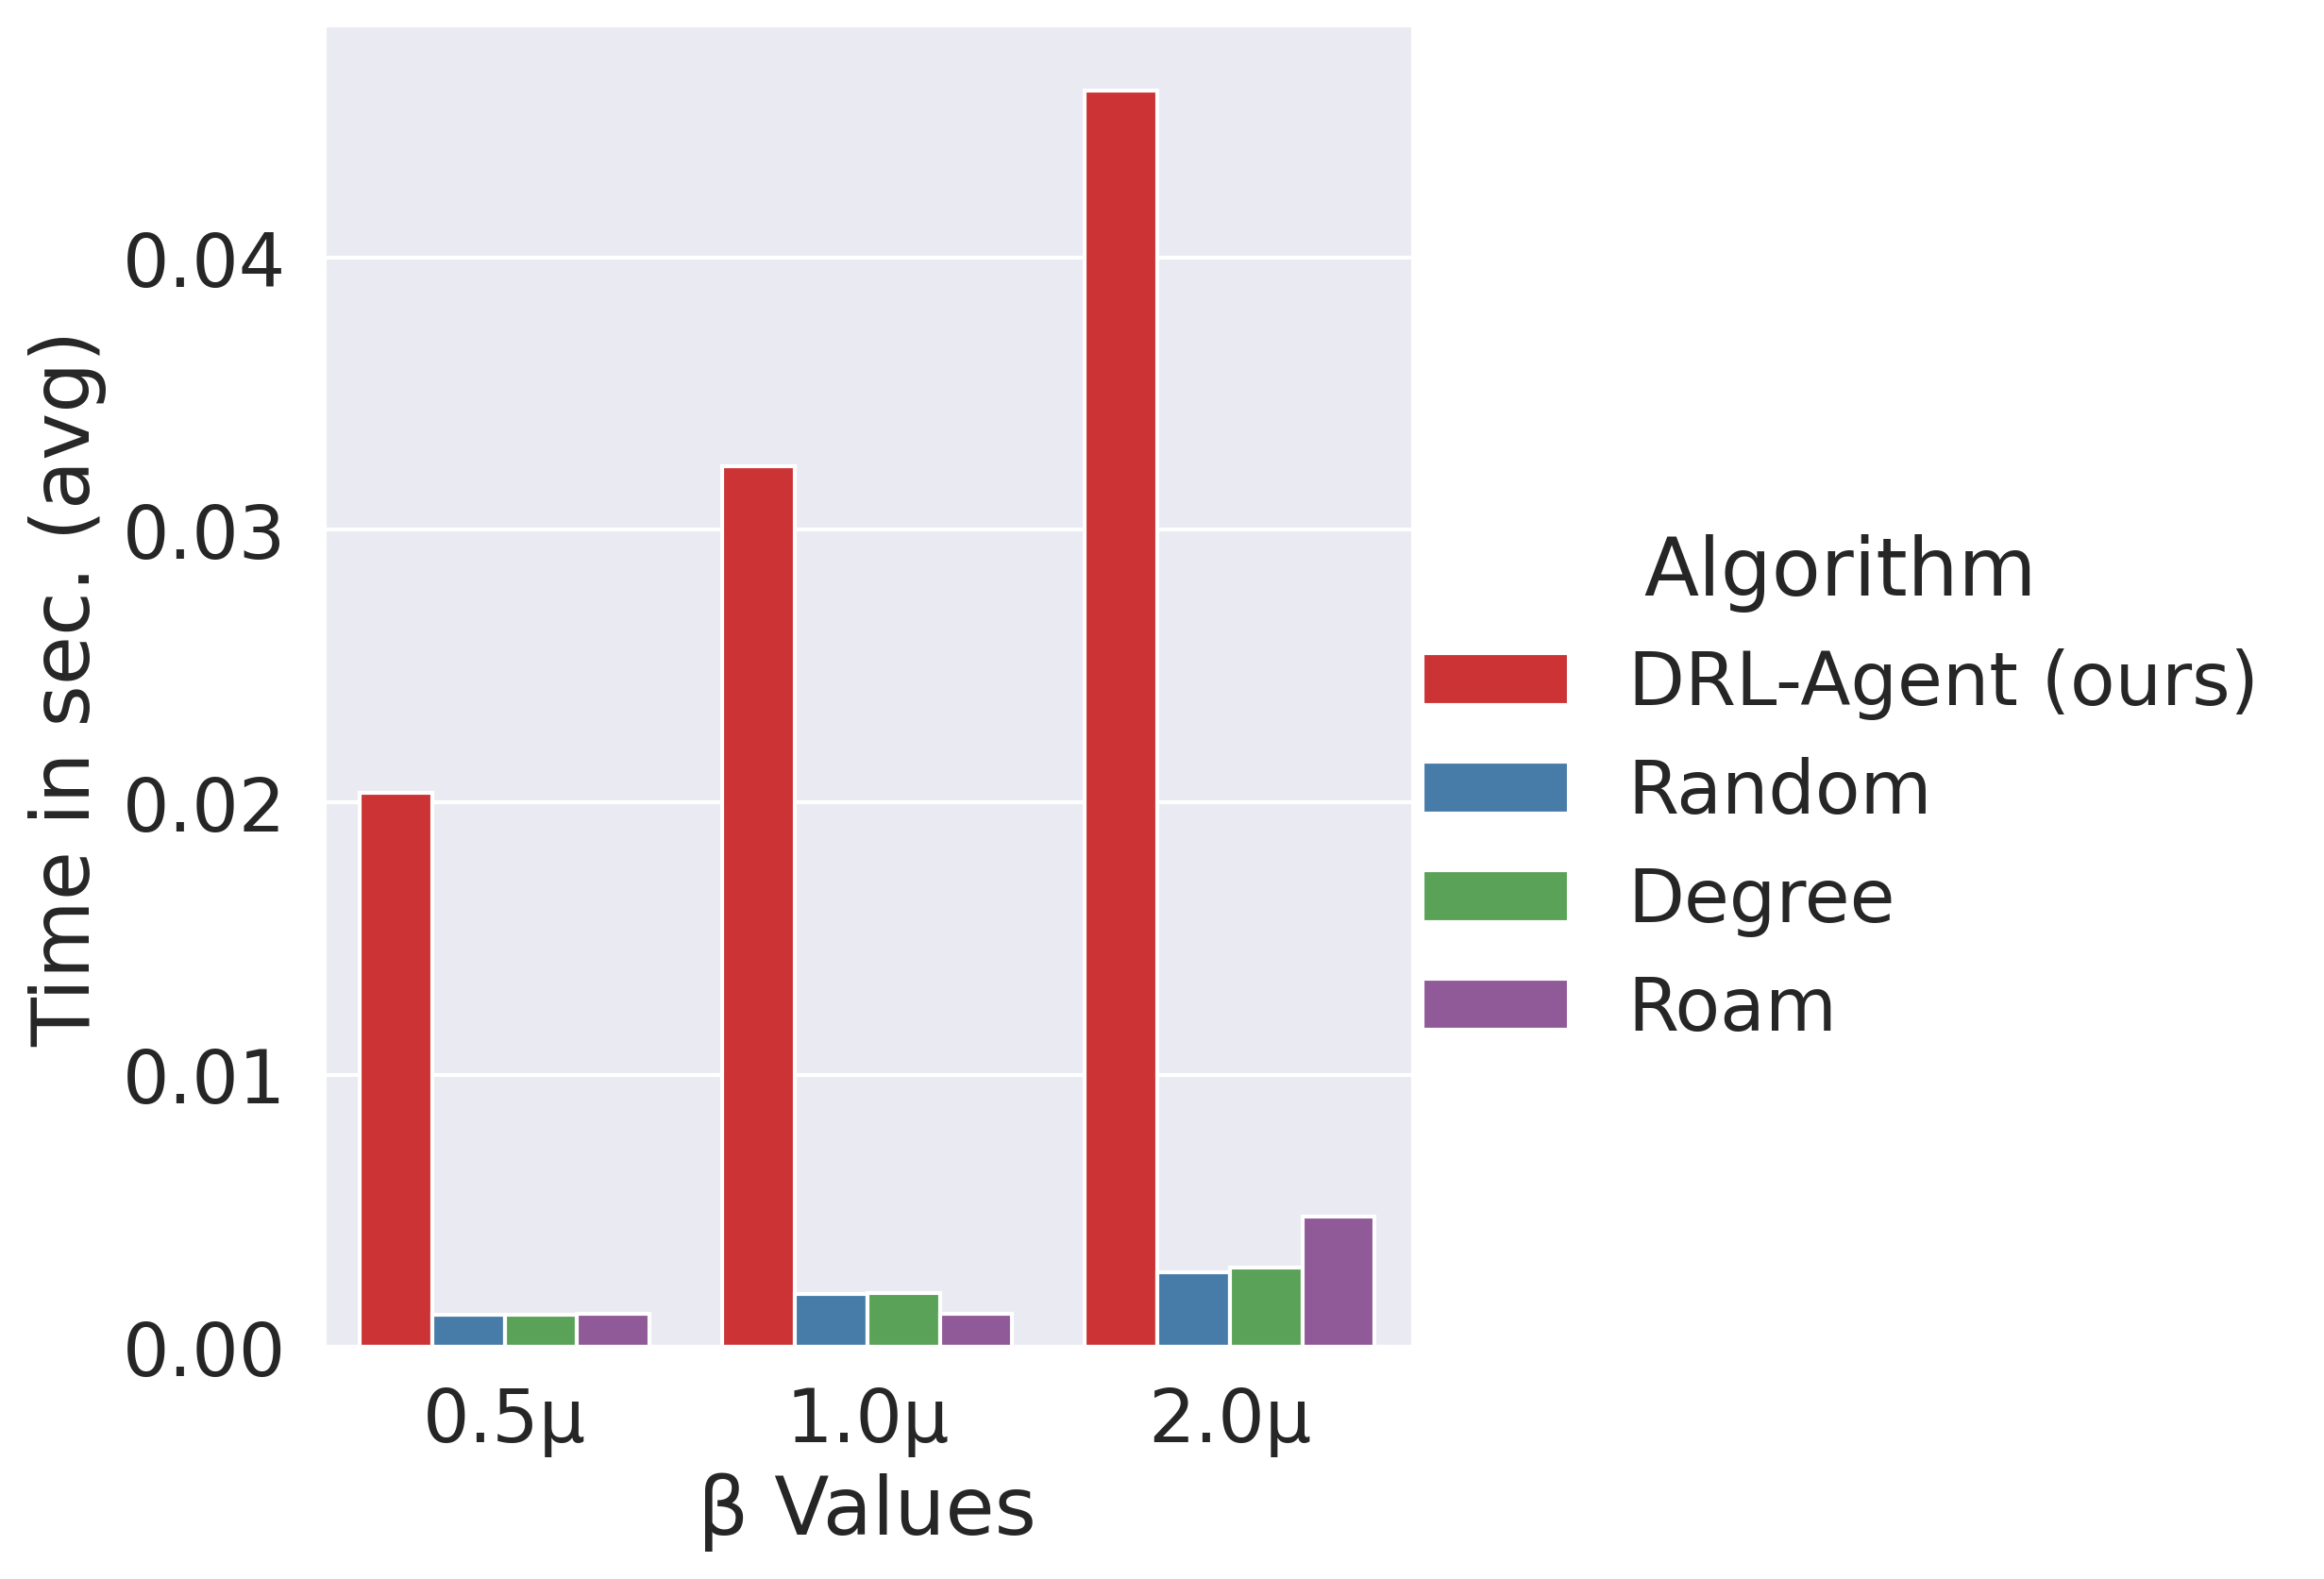 Time in sec. (avg)
0.04
0.03
0.02
0.01
0.00
0.5μ 1.0μ 2.0μ
β Values
Algorithm
DRL-Agent (ours)
Random
Degree
Roam